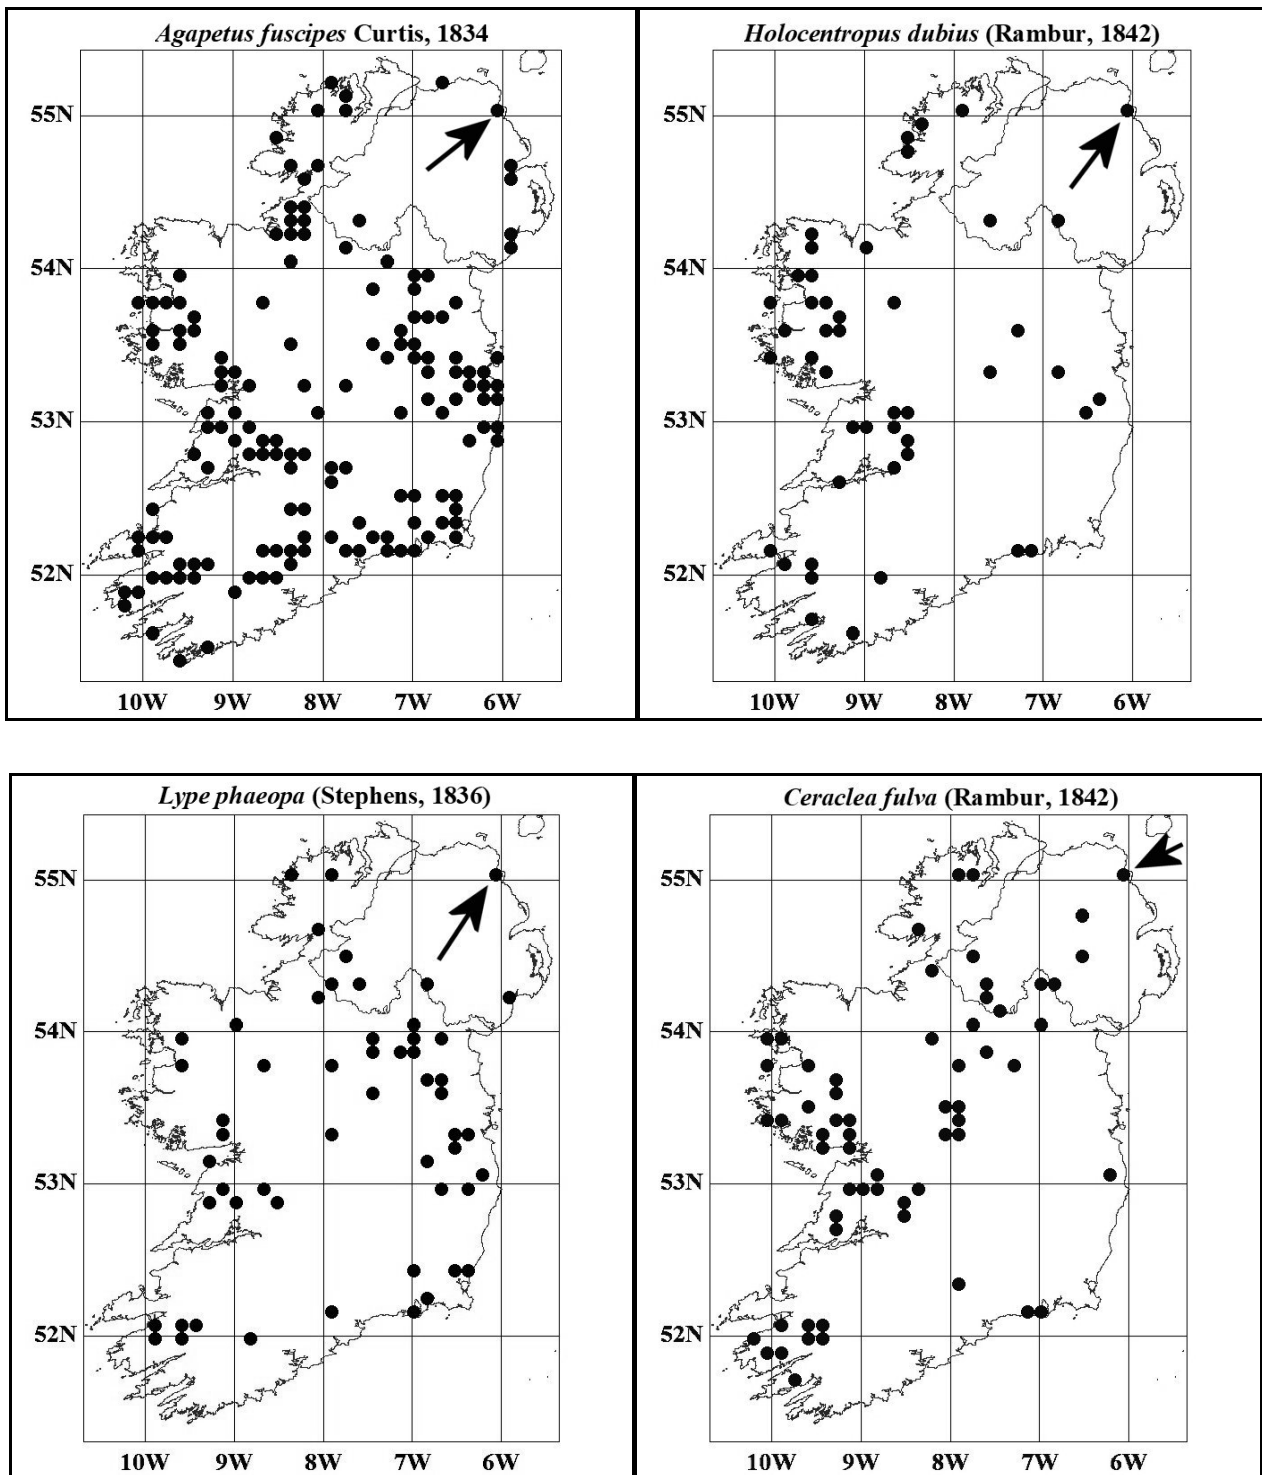 Agapetus fuscipes Curtis, 1834
55N
54N
53N
52N
10W 9W 8W 7W 6W
Holocentropus dubius (Rambur, 1842)
55N
54N
53N
52N
10W 9W 8W 7W 6W
Lype phaeopa (Stephens, 1836)
55N
54N
53N
52N
10W 9W 8W 7W 6W
Ceraclea fulva (Rambur, 1842)
55N
54N
53N
52N
10W 9W 8W 7W 6W